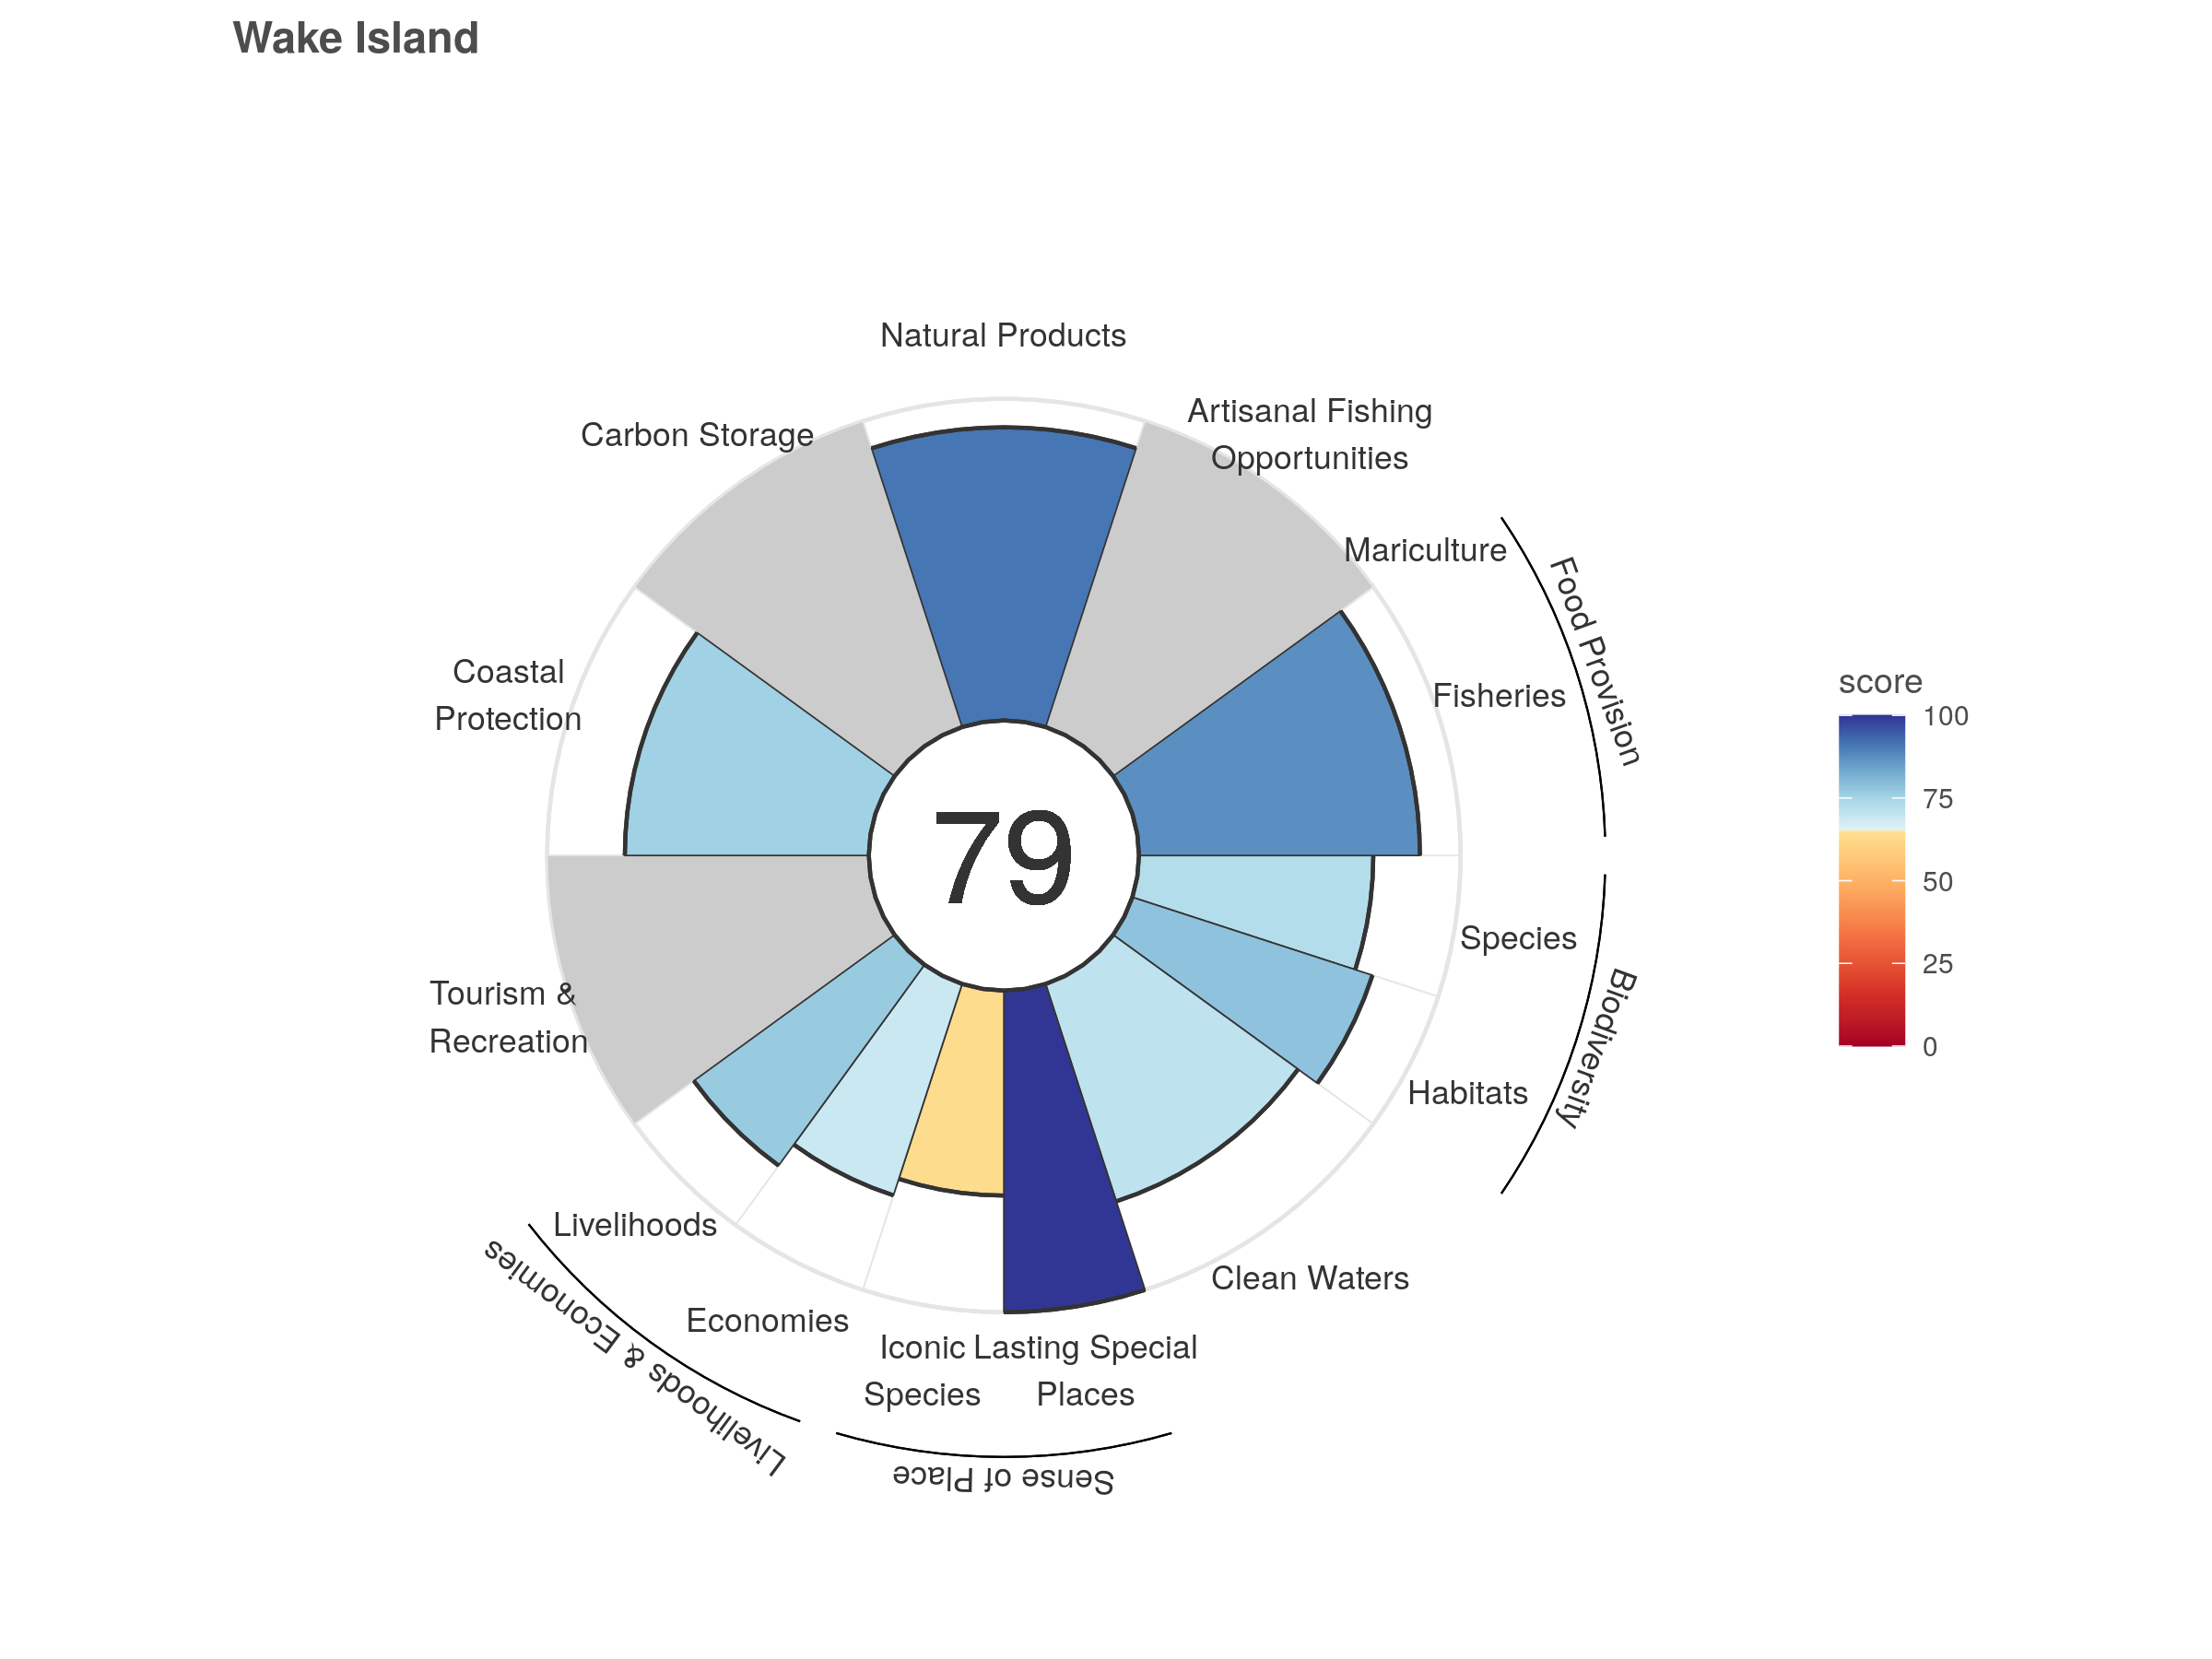 Wake Island
Natural Products
Artisanal Fishing
Opportunities
Carbon Storage
Mariculture
Food Provision
Fisheries
Coastal
Protection
score
100
75
50
25
0
79
Species
Biodiversity
Habitats
Tourism &
Recreation
Livelihoods
Livelihoods & Economies
Economies
Clean Waters
Iconic
Species
Lasting Special
Places
Sense of Place